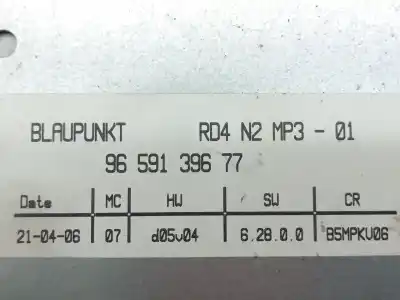 BLAUPUNKT RD4 N2 MP3 - 01
96 591 396 77
Date MC HW SW CR
21-04-06 07 d05v04 6.28.0.0 B5MPKV06